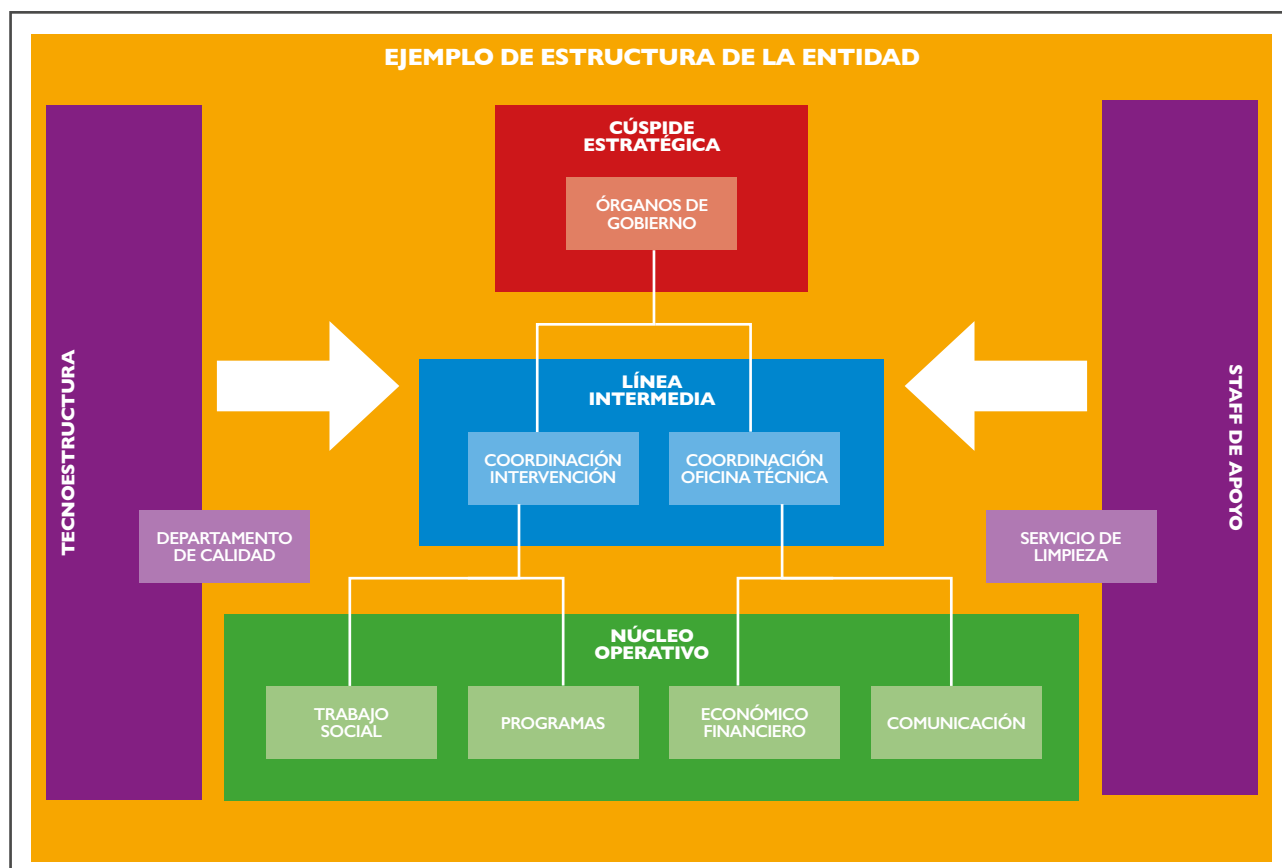 EJEMPLO DE ESTRUCTURA DE LA ENTIDAD
CÚSPIDE
ESTRATÉGICA
ÓRGANOS DE
GOBIERNO
TECNOESTRUCTURA
LÍNEA
INTERMEDIA
STAFF DE APOYO
COORDINACIÓN
INTERVENCIÓN
COORDINACIÓN
OFICINA TÉCNICA
DEPARTAMENTO
DE CALIDAD
SERVICIO DE
LIMPIEZA
NÚCLEO
OPERATIVO
TRABAJO
SOCIAL
PROGRAMAS
ECONÓMICO
FINANCIERO
COMUNICACIÓN